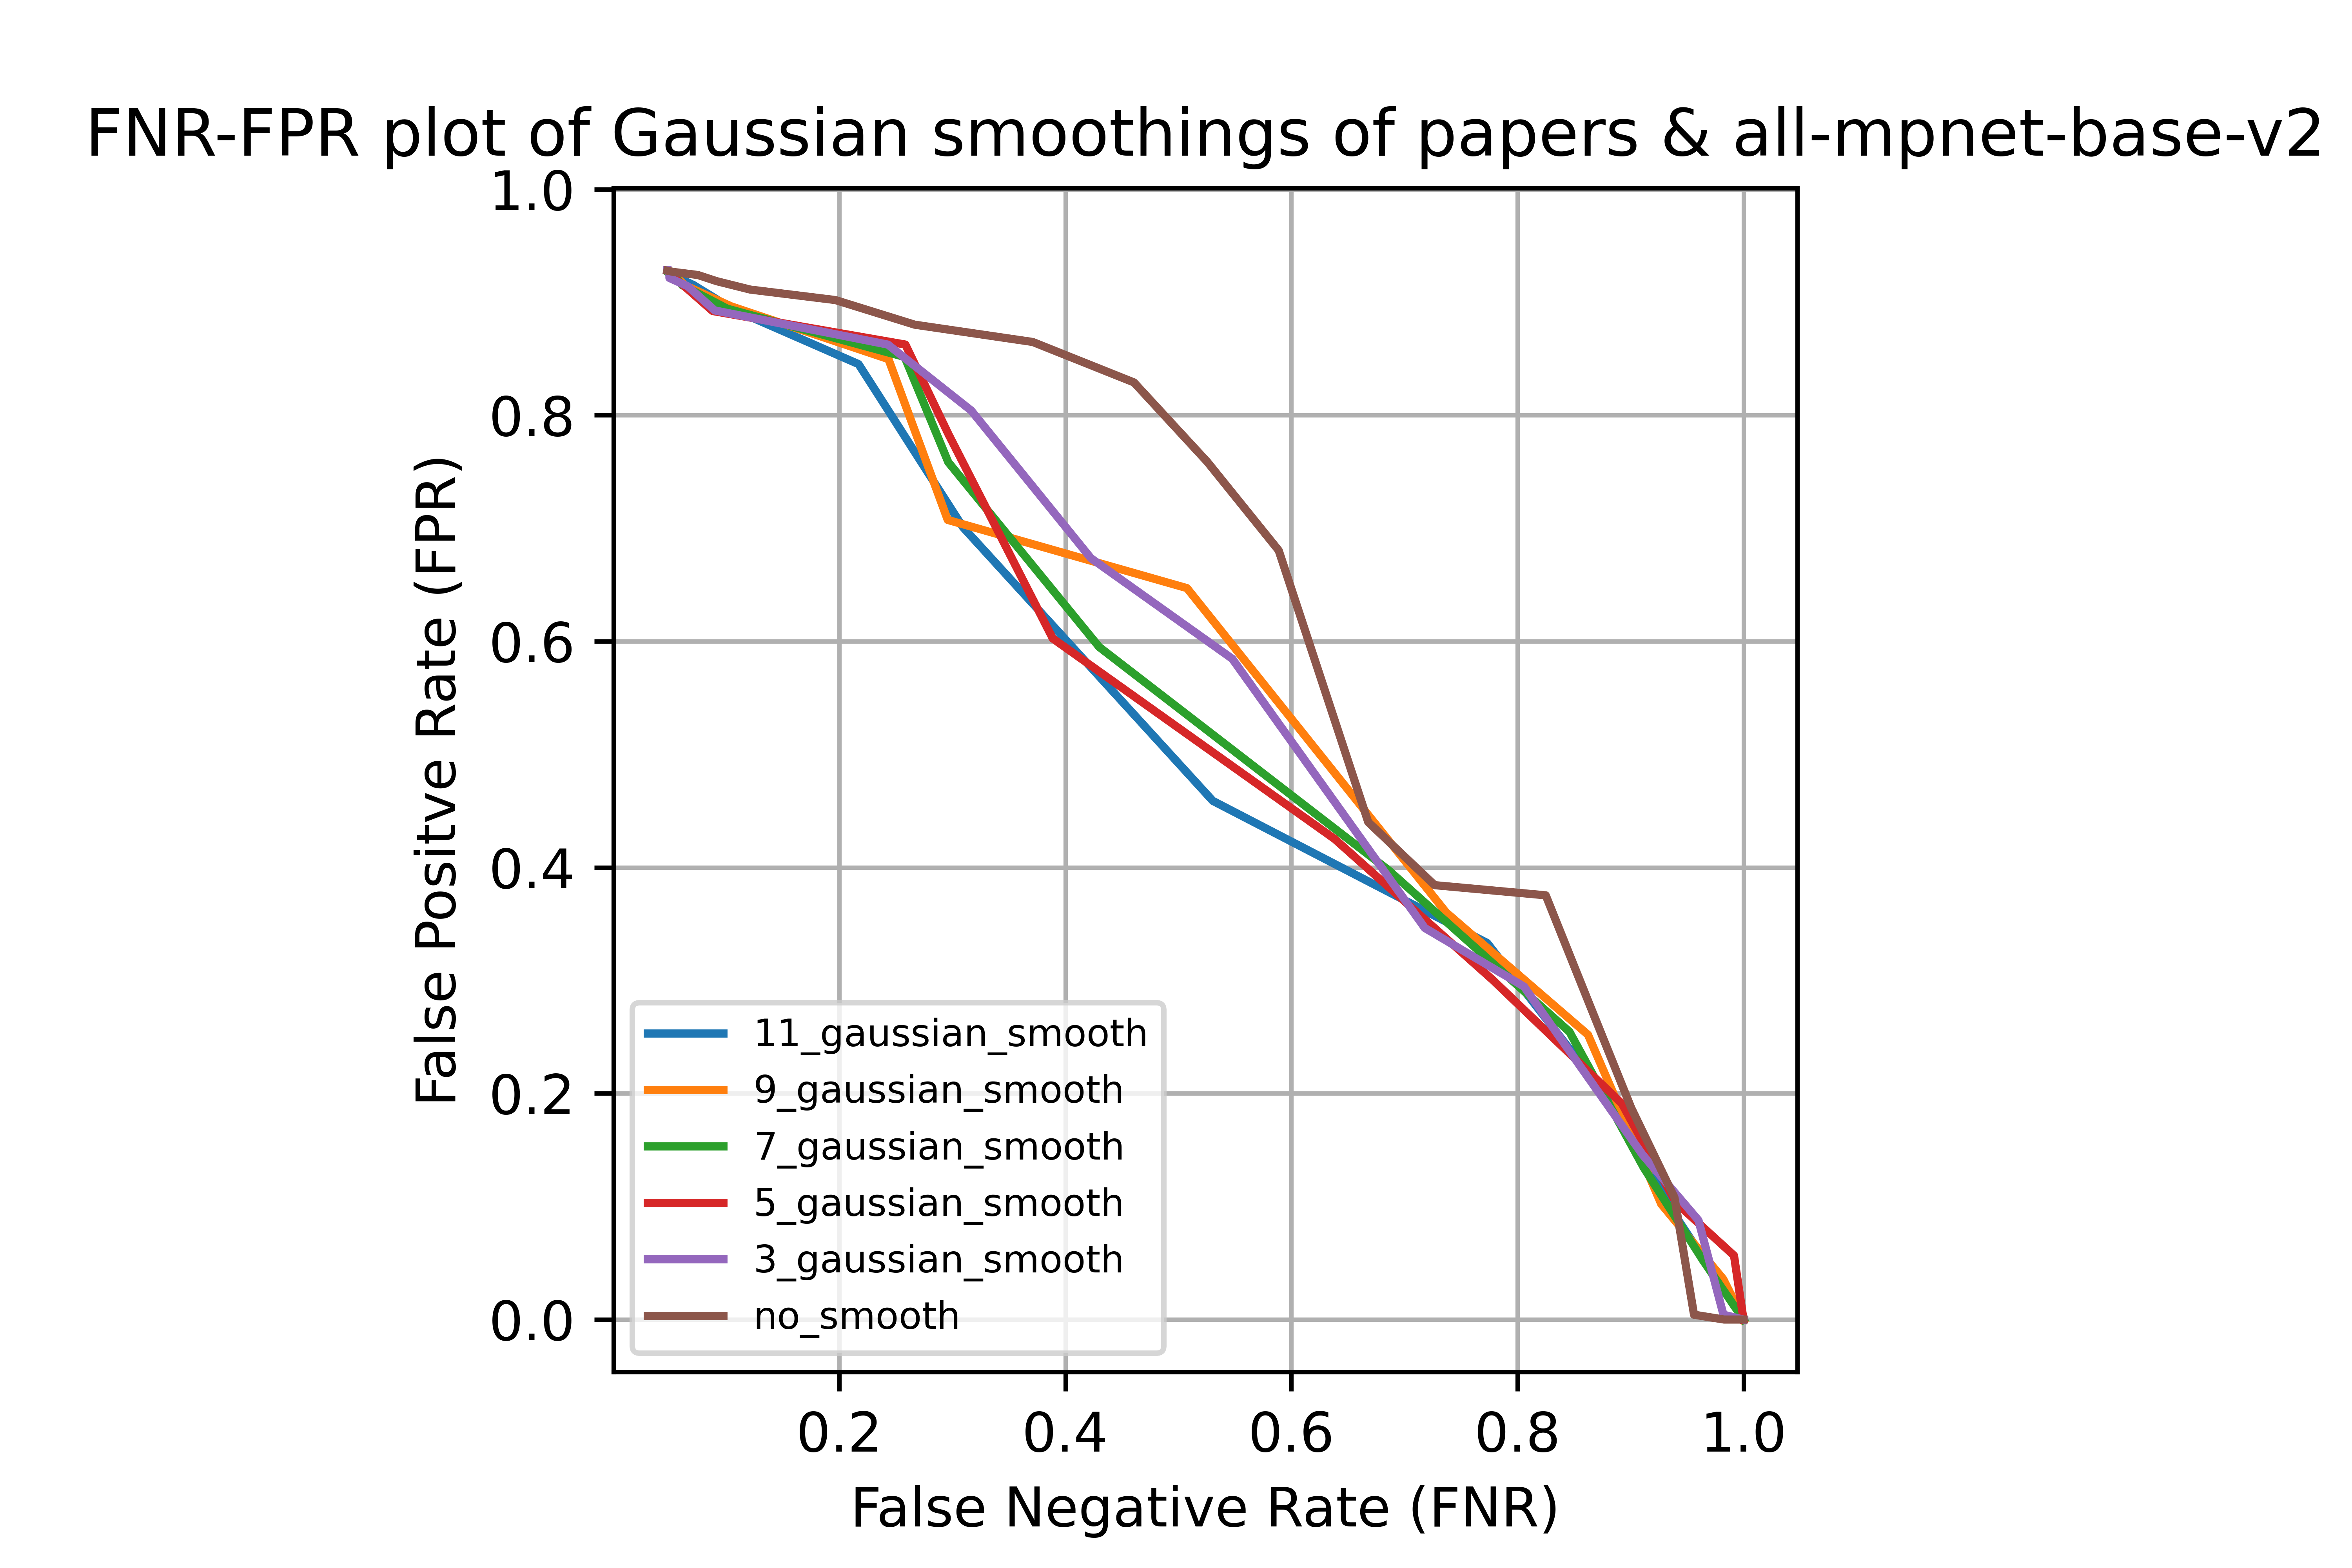 FNR-FPR plot of Gaussian smoothings of papers & all-mpnet-base-v2
1.0
0.8
0.6
0.4
0.2
0.0
False Positve Rate (FPR)
11_gaussian_smooth
9_gaussian_smooth
7_gaussian_smooth
5_gaussian_smooth
3_gaussian_smooth
no_smooth
0.2 0.4 0.6 0.8 1.0
False Negative Rate (FNR)